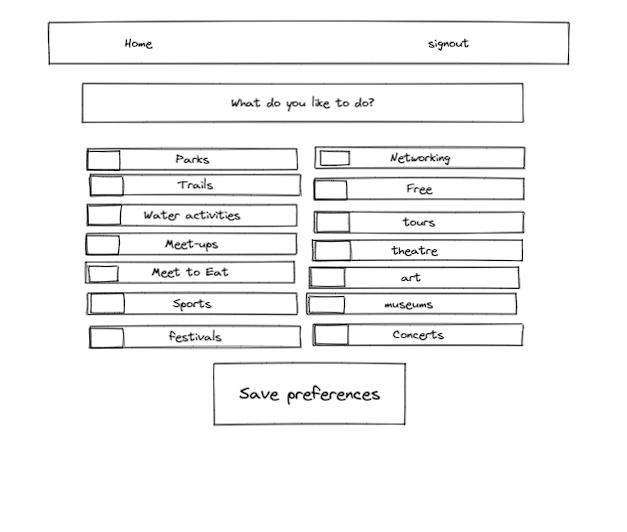 Home
signout
What do you like to do?
Parks
Trails
Water activities
Meet-ups
Meet to Eat
Sports
festivals
Networking
Free
tours
theatre
art
museums
Concerts
Save preferences